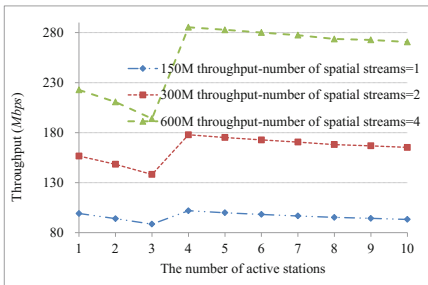 280
230
180
130
80
Throughput (Mbps)
150M throughput-number of spatial streams=1
300M throughput-number of spatial streams=2
600M throughput-number of spatial streams=4
1 2 3 4 5 6 7 8 9 10
The number of active stations